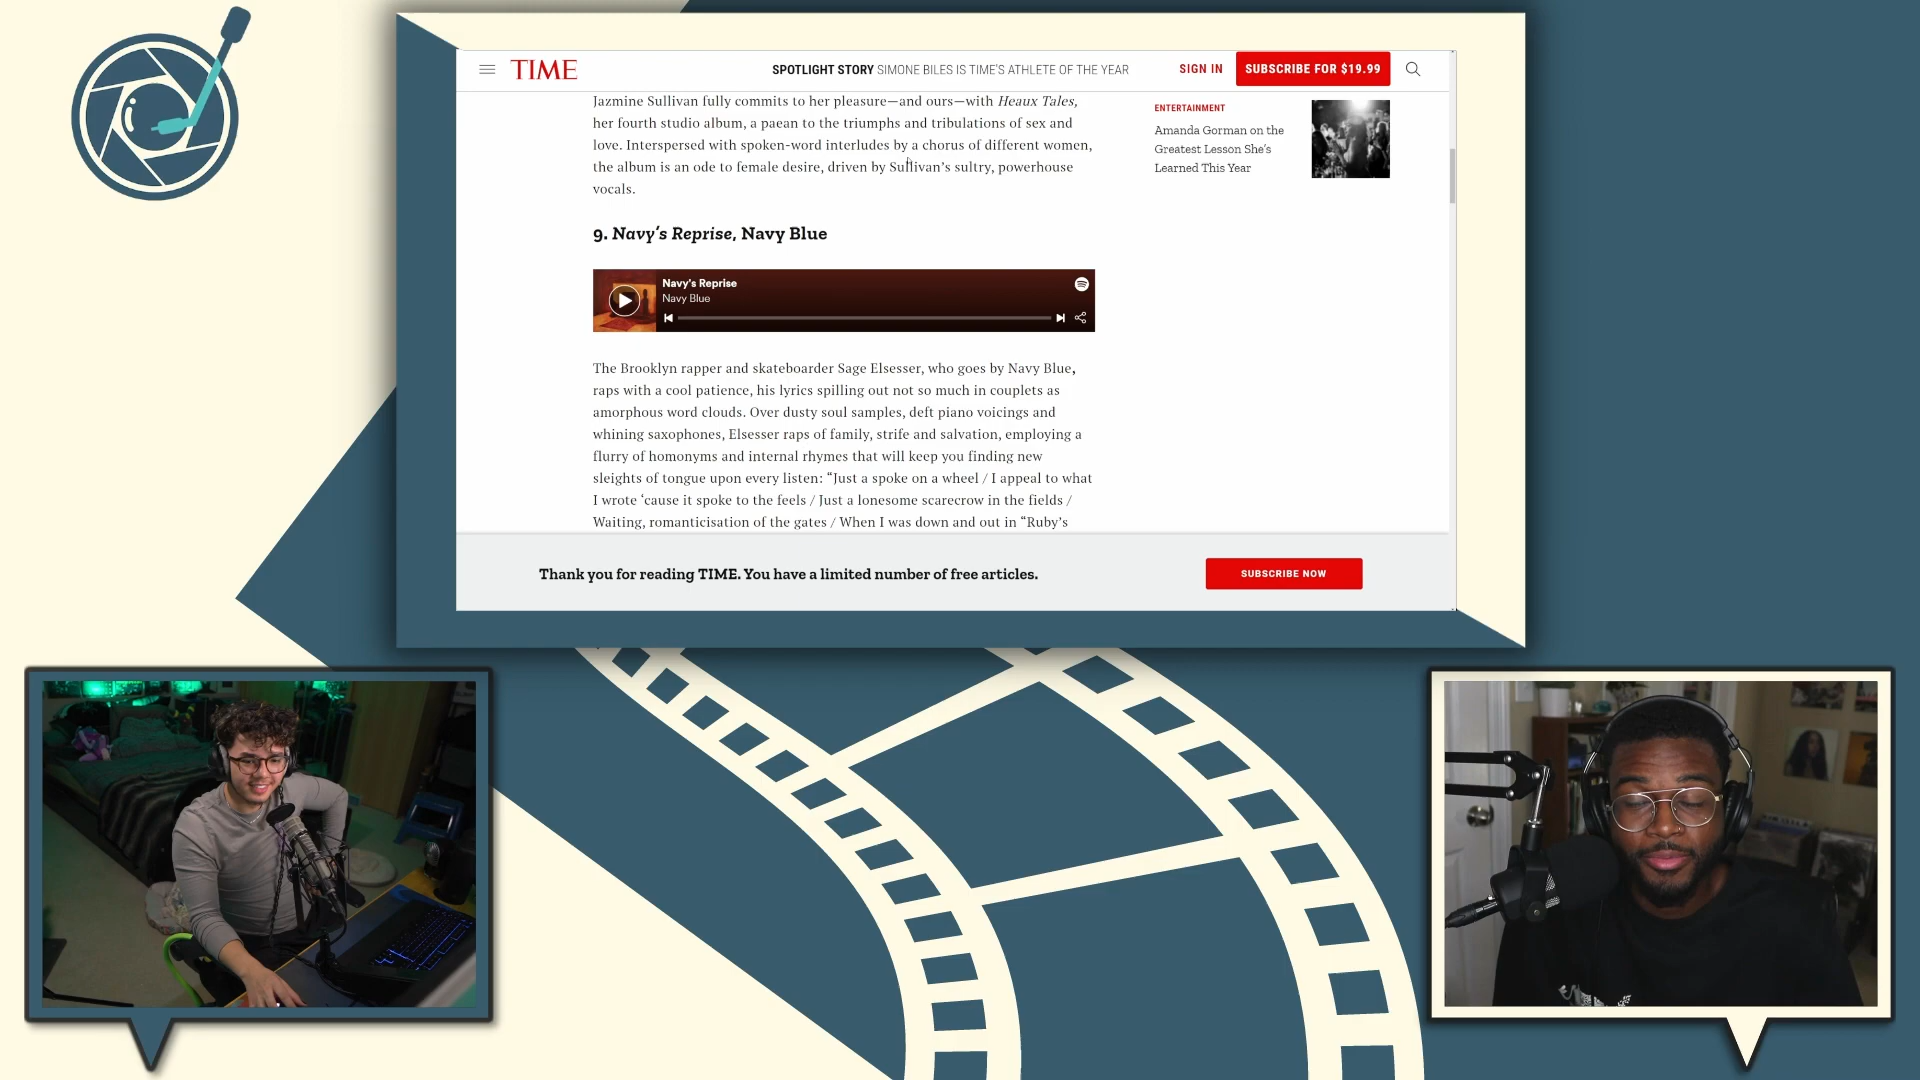 TIME
SPOTLIGHT STORY SIMONE BILES IS TIME'S ATHLETE OF THE YEAR
SIGN IN
SUBSCRIBE FOR $19.99
Jazmine Sullivan fully commits to her pleasure—and ours—with Heaux Tales,
her fourth studio album, a paean to the triumphs and tribulations of sex and
love. Interspersed with spoken-word interludes by a chorus of different women,
the album is an ode to female desire, driven by Sullivan's sultry, powerhouse
vocals.
ENTERTAINMENT
Amanda Gorman on the
Greatest Lesson She's
Learned This Year
9. Navy's Reprise, Navy Blue
Navy's Reprise
Navy Blue
The Brooklyn rapper and skateboarder Sage Elsesser, who goes by Navy Blue,
raps with a cool patience, his lyrics spilling out not so much in couplets as
amorphous word clouds. Over dusty soul samples, deft piano voicings and
whining saxophones, Elsesser raps of family, strife and salvation, employing a
flurry of homonyms and internal rhymes that will keep you finding new
sleights of tongue upon every listen: “Just a spoke on a wheel / I appeal to what
I wrote ‘cause it spoke to the feels / Just a lonesome scarecrow in the fields /
Waiting, romanticisation of the gates / When I was down and out in “Ruby's
Thank you for reading TIME. You have a limited number of free articles.
SUBSCRIBE NOW